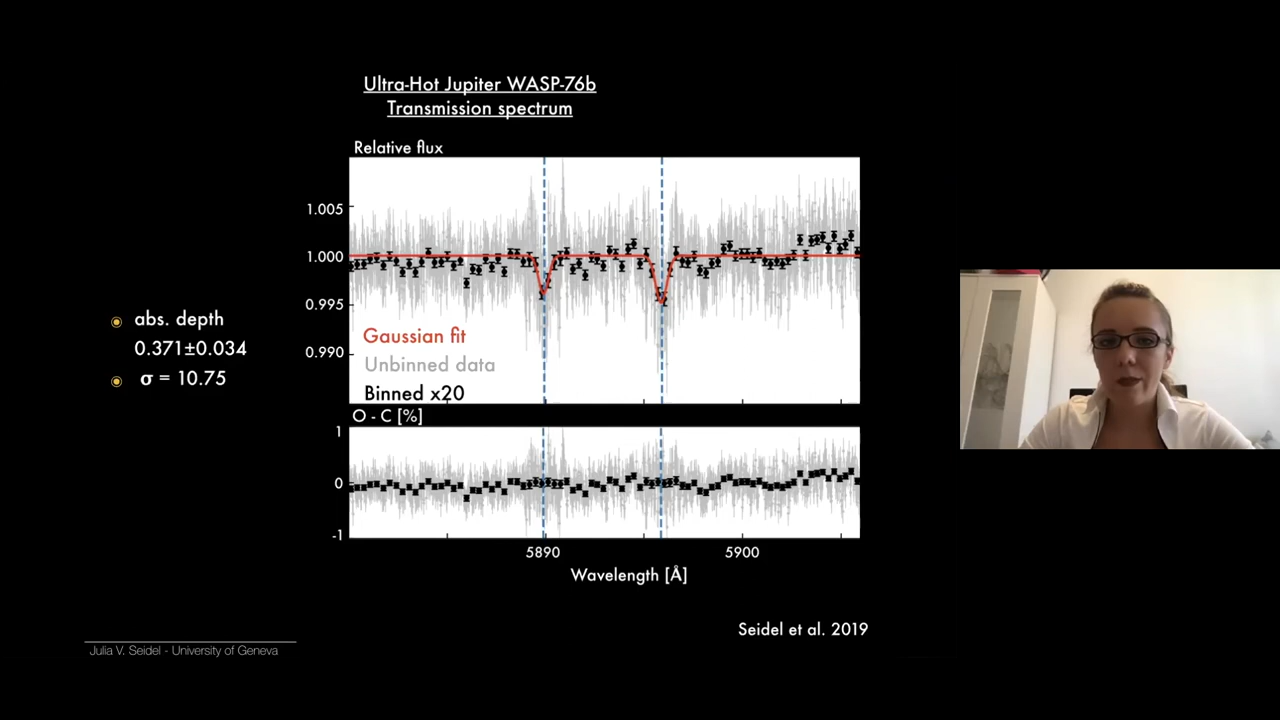 Ultra-Hot Jupiter WASP-76b
Transmission spectrum
Relative flux
1.005
1.000
0.995
0.990
Gaussian fit
Unbinned data
Binned x20
O - C [%]
1
0
-1
5890
5900
Wavelength [Å]
abs. depth
0.371±0.034
σ = 10.75
Seidel et al. 2019
Julia V. Seidel - University of Geneva